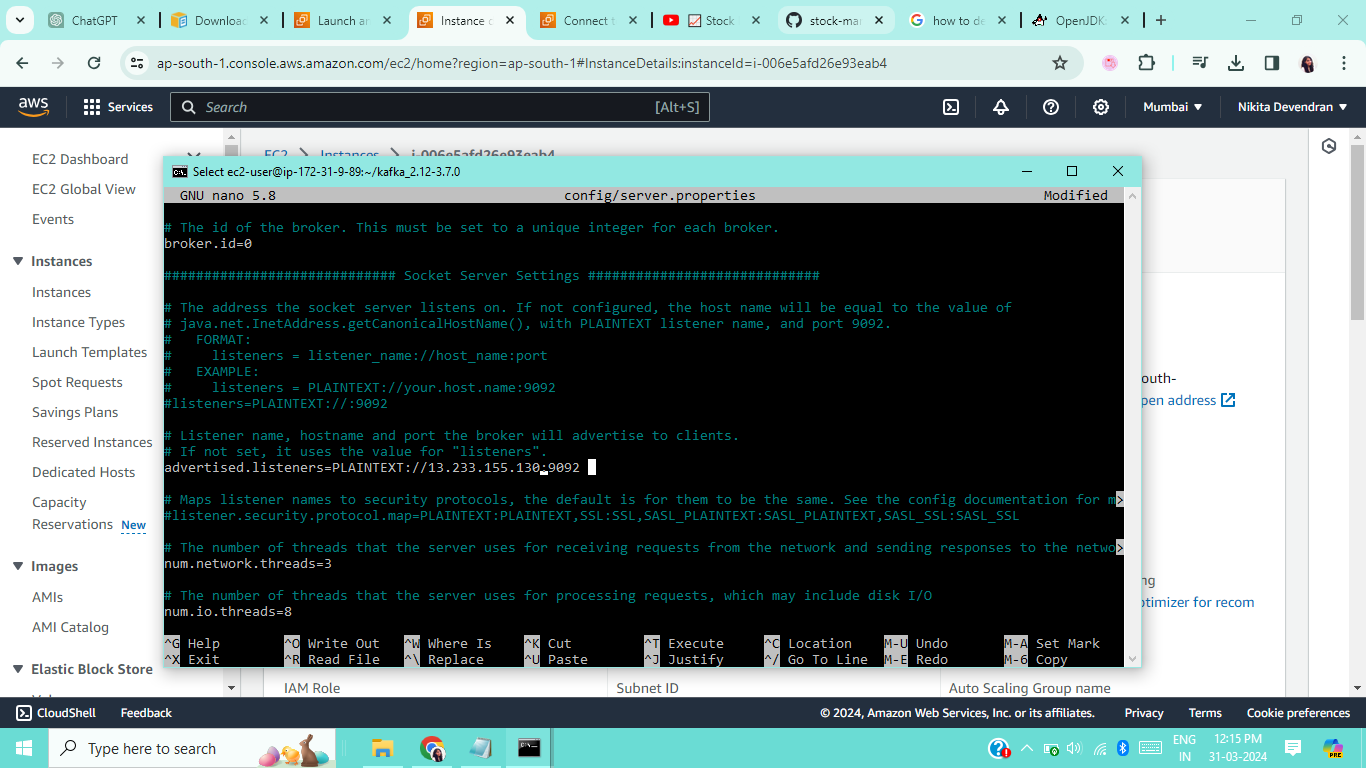 ChatGPT
Downloa
Launch an
Instance d
Connect t
Stock
stock-mar
how to de
OpenJDK
ap-south-1.console.aws.amazon.com/ec2/home?region=ap-south-1#InstanceDetails:instanceId=i-006e5afd26e93eab4
aws
Services
Search
[Alt+S]
Mumbai
Nikita Devendran
EC2 Dashboard
EC2 Global View
Events
Instances
Instances
Instance Types
Launch Templates
Spot Requests
Savings Plans
Reserved Instances
Dedicated Hosts
Capacity
Reservations New
Images
AMIs
AMI Catalog
Elastic Block Store
EC2 > Instances > i-006e5afd26e93eab4
Select ec2-user@ip-172-31-9-89:~/kafka_2.12-3.7.0
GNU nano 5.8 config/server.properties Modified
# The id of the broker. This must be set to a unique integer for each broker.
broker.id=0
############################# Socket Server Settings #############################
# The address the socket server listens on. If not configured, the host name will be equal to the value of
# java.net.InetAddress.getCanonicalHostName(), with PLAINTEXT listener name, and port 9092.
#   FORMAT:
#     listeners = listener_name://host_name:port
#   EXAMPLE:
#     listeners = PLAINTEXT://your.host.name:9092
#listeners=PLAINTEXT://:9092
# Listener name, hostname and port the broker will advertise to clients.
# If not set, it uses the value for "listeners".
advertised.listeners=PLAINTEXT://13.233.155.130:9092
# Maps listener names to security protocols, the default is for them to be the same. See the config documentation for m>
#listener.security.protocol.map=PLAINTEXT:PLAINTEXT,SSL:SSL,SASL_PLAINTEXT:SASL_PLAINTEXT,SASL_SSL:SASL_SSL
# The number of threads that the server uses for receiving requests from the network and sending responses to the netwo>
num.network.threads=3
# The number of threads that the server uses for processing requests, which may include disk I/O
num.io.threads=8
^G Help ^O Write Out ^W Where Is ^K Cut ^T Execute ^C Location M-U Undo M-A Set Mark
^X Exit ^R Read File ^\ Replace ^U Paste ^J Justify ^/ Go To Line M-E Redo M-6 Copy
outh-
pen address
ng
otimizer for recom
IAM Role
Subnet ID
Auto Scaling Group name
CloudShell
Feedback
© 2024, Amazon Web Services, Inc. or its affiliates.
Privacy
Terms
Cookie preferences
Type here to search
ENG
IN
12:15 PM
31-03-2024
PRE